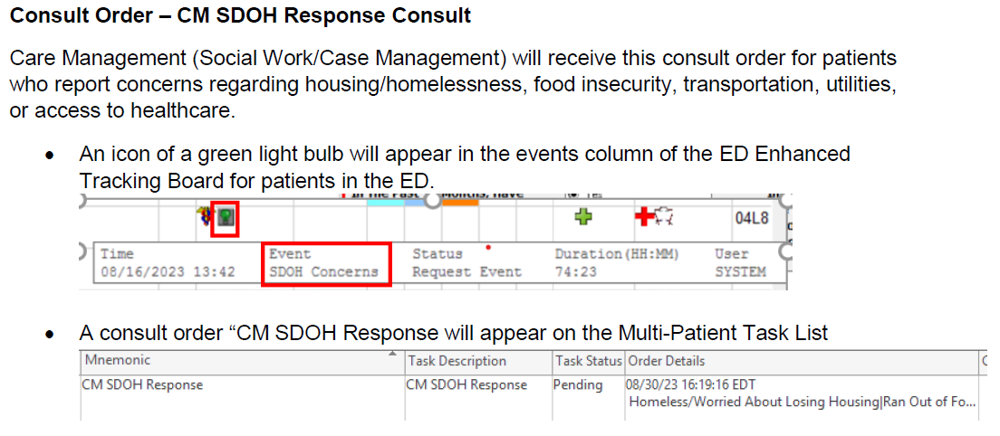 Consult Order – CM SDOH Response Consult
Care Management (Social Work/Case Management) will receive this consult order for patients
who report concerns regarding housing/homelessness, food insecurity, transportation, utilities,
or access to healthcare.
• An icon of a green light bulb will appear in the events column of the ED Enhanced
Tracking Board for patients in the ED.
04L8
Time Event Status Duration(HH:MM) User
08/16/2023 13:42 SDOH Concerns Request Event 74:23 SYSTEM
• A consult order “CM SDOH Response will appear on the Multi-Patient Task List
Mnemonic Task Description Task Status Order Details
CM SDOH Response CM SDOH Response Pending 08/30/23 16:19:16 EDT
Homeless/Worried About Losing Housing|Ran Out of Fo...